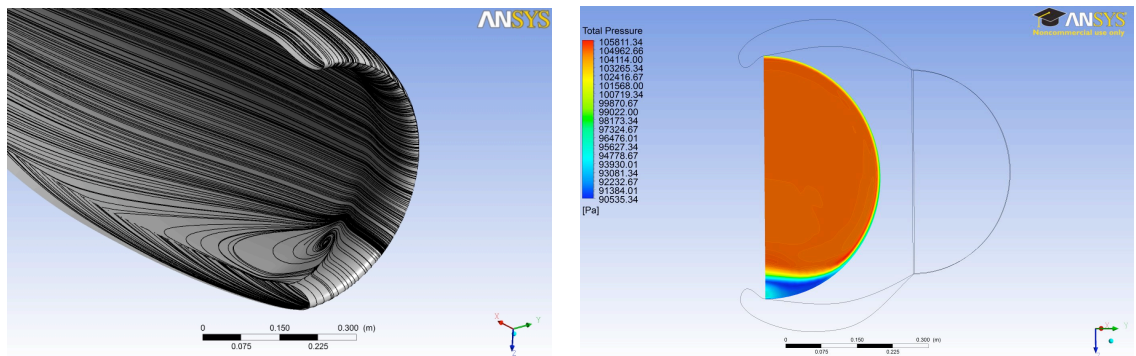 ANSYS
X
Y
Z
0 0.150 0.300 (m)
0.075 0.225
Total Pressure
105811.34
104962.66
104114.00
103265.34
102416.67
101568.00
100719.34
99870.67
99022.00
98173.34
97324.67
96476.01
95627.34
94778.67
93930.01
93081.34
92232.67
91384.01
90535.34
[Pa]
ANSYS
Noncommercial use only
0 0.150 0.300 (m)
0.075 0.225
Y
Z